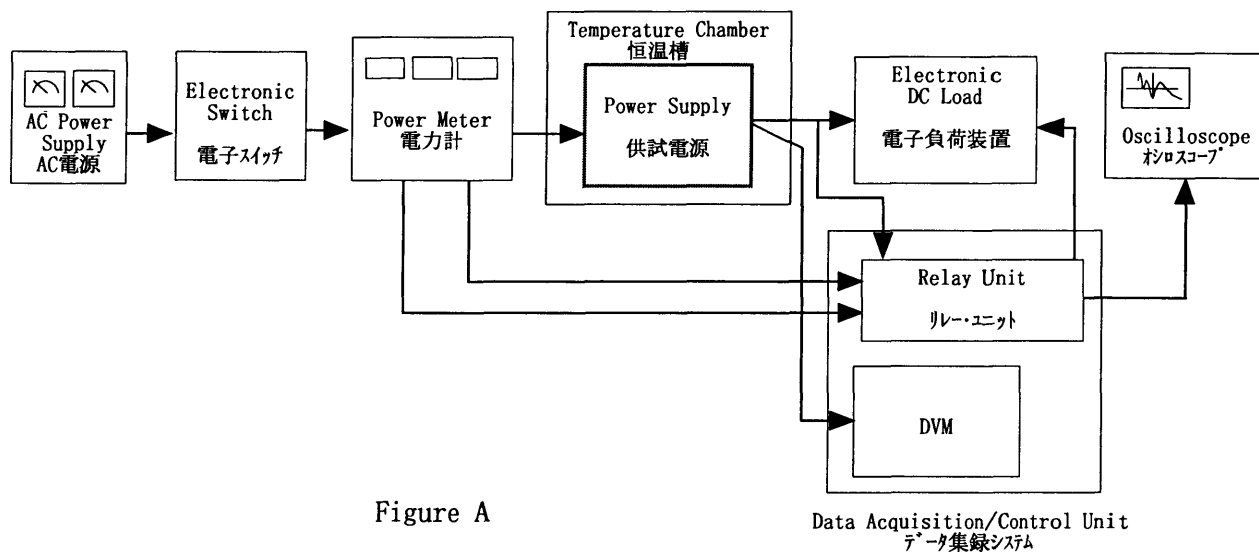 AC Power
Supply
AC電源
Electronic
Switch
電子スイッチ
Power Meter
電力計
Temperature Chamber
恒温槽
Power Supply
供試電源
Electronic
DC Load
電子負荷装置
Oscilloscope
オシロスコープ
Relay Unit
リレー・ユニット
DVM
Data Acquisition/Control Unit
データ集録システム
Figure A